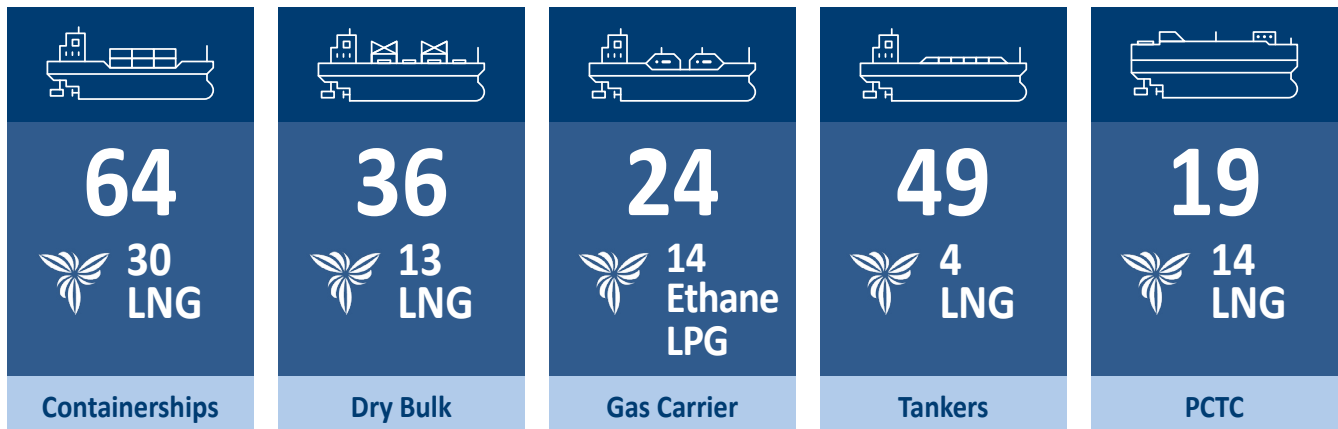 64
30
LNG
Containerships
36
13
LNG
Dry Bulk
24
14
Ethane
LPG
Gas Carrier
49
4
LNG
Tankers
19
14
LNG
PCTC